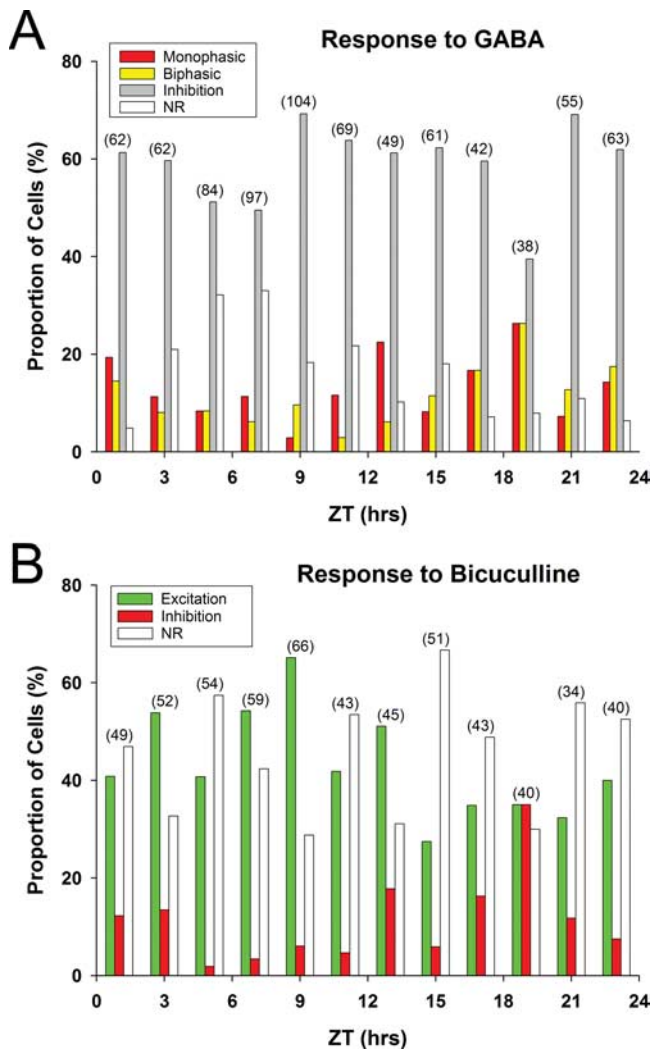 A
Response to GABA
Monophasic
Biphasic
Inhibition
NR
Proportion of Cells (%)
80
60
40
20
0
(62) (62) (84) (97) (104) (69) (49) (61) (42) (38) (55) (63)
0 3 6 9 12 15 18 21 24
ZT (hrs)
B
Response to Bicuculline
Excitation
Inhibition
NR
Proportion of Cells (%)
80
60
40
20
0
(49) (52) (54) (59) (66) (43) (45) (51) (43) (40) (34) (40)
0 3 6 9 12 15 18 21 24
ZT (hrs)